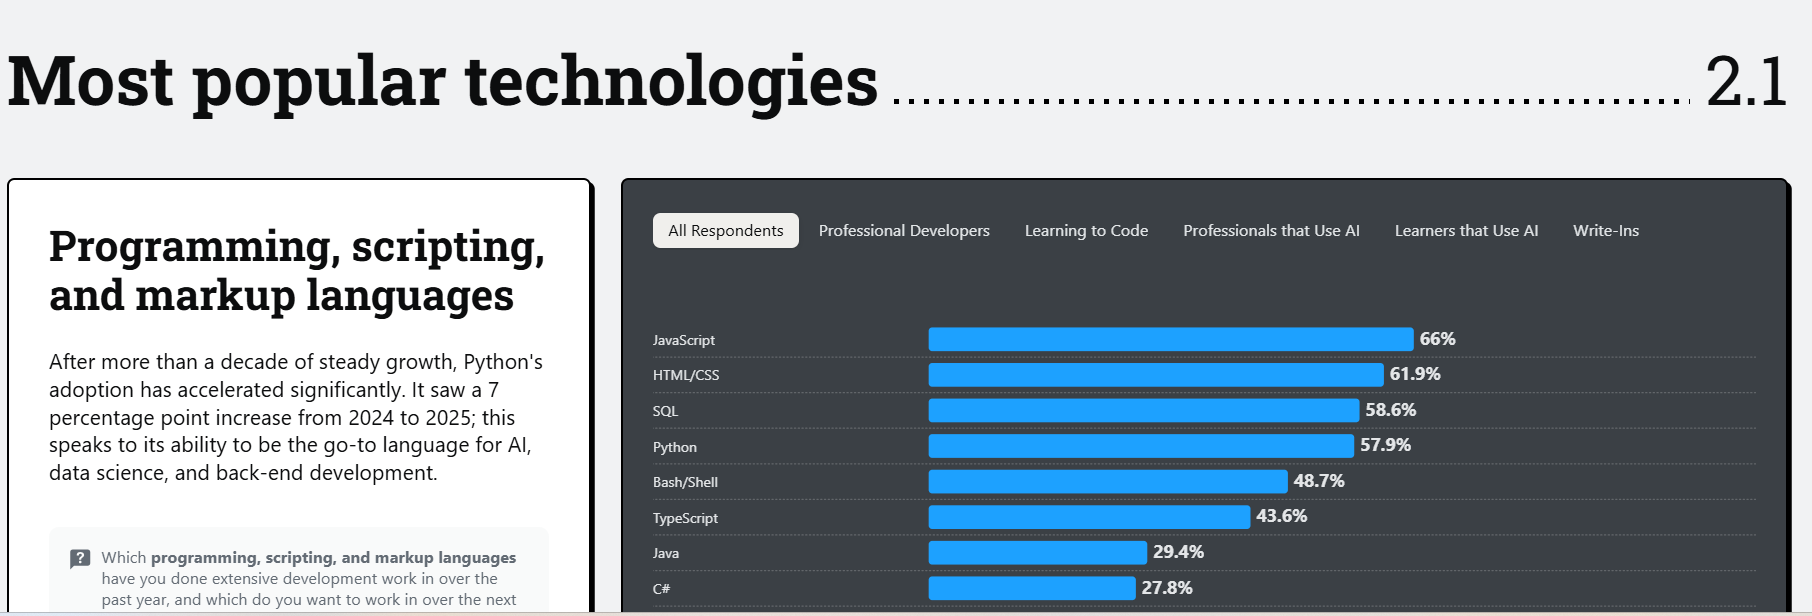 Most popular technologies 2.1
Programming, scripting,
and markup languages
After more than a decade of steady growth, Python's
adoption has accelerated significantly. It saw a 7
percentage point increase from 2024 to 2025; this
speaks to its ability to be the go-to language for AI,
data science, and back-end development.
Which programming, scripting, and markup languages
have you done extensive development work in over the
past year, and which do you want to work in over the next
All Respondents Professional Developers Learning to Code Professionals that Use AI Learners that Use AI Write-Ins
JavaScript 66%
HTML/CSS 61.9%
SQL 58.6%
Python 57.9%
Bash/Shell 48.7%
TypeScript 43.6%
Java 29.4%
C# 27.8%